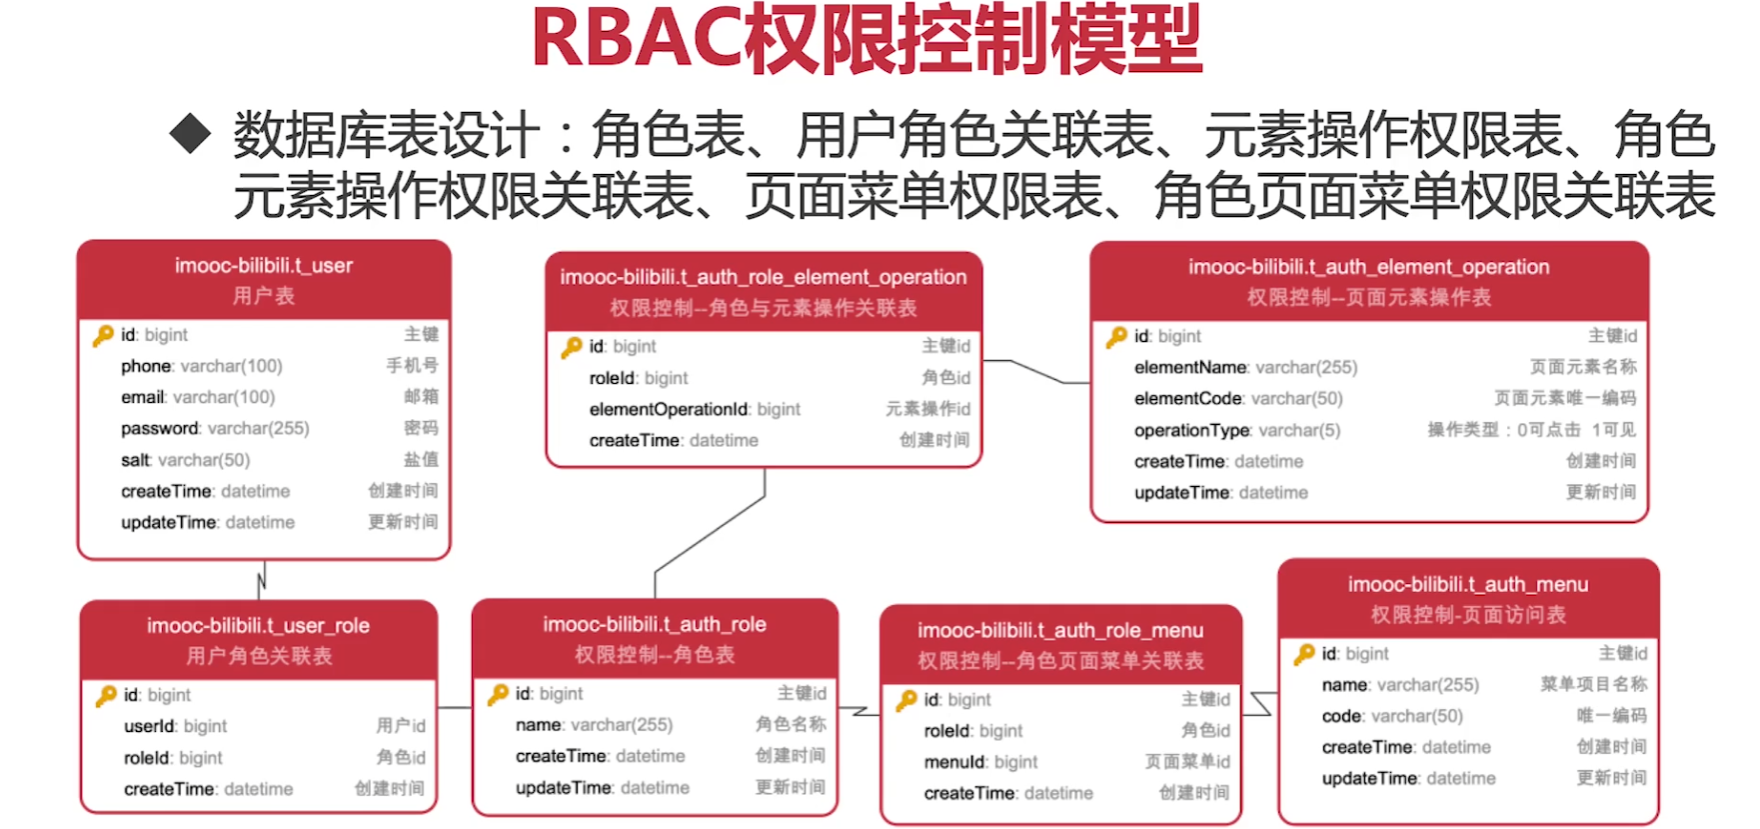 RBAC权限控制模型
◆ 数据库表设计：角色表、用户角色关联表、元素操作权限表、角色
元素操作权限关联表、页面菜单权限表、角色页面菜单权限关联表
imooc-bilibili.t_user
用户表
id: bigint 主键
phone: varchar(100) 手机号
email: varchar(100) 邮箱
password: varchar(255) 密码
salt: varchar(50) 盐值
createTime: datetime 创建时间
updateTime: datetime 更新时间
imooc-bilibili.t_auth_role_element_operation
权限控制--角色与元素操作关联表
id: bigint 主键id
roleId: bigint 角色id
elementOperationId: bigint 元素操作id
createTime: datetime 创建时间
imooc-bilibili.t_auth_element_operation
权限控制--页面元素操作表
id: bigint 主键id
elementName: varchar(255) 页面元素名称
elementCode: varchar(50) 页面元素唯一编码
operationType: varchar(5) 操作类型：0可点击 1可见
createTime: datetime 创建时间
updateTime: datetime 更新时间
imooc-bilibili.t_user_role
用户角色关联表
id: bigint
userId: bigint 用户id
roleId: bigint 角色id
createTime: datetime 创建时间
imooc-bilibili.t_auth_role
权限控制--角色表
id: bigint 主键id
name: varchar(255) 角色名称
createTime: datetime 创建时间
updateTime: datetime 更新时间
imooc-bilibili.t_auth_role_menu
权限控制--角色页面菜单关联表
id: bigint 主键id
roleId: bigint 角色id
menuId: bigint 页面菜单id
createTime: datetime 创建时间
imooc-bilibili.t_auth_menu
权限控制-页面访问表
id: bigint 主键id
name: varchar(255) 菜单项目名称
code: varchar(50) 唯一编码
createTime: datetime 创建时间
updateTime: datetime 更新时间